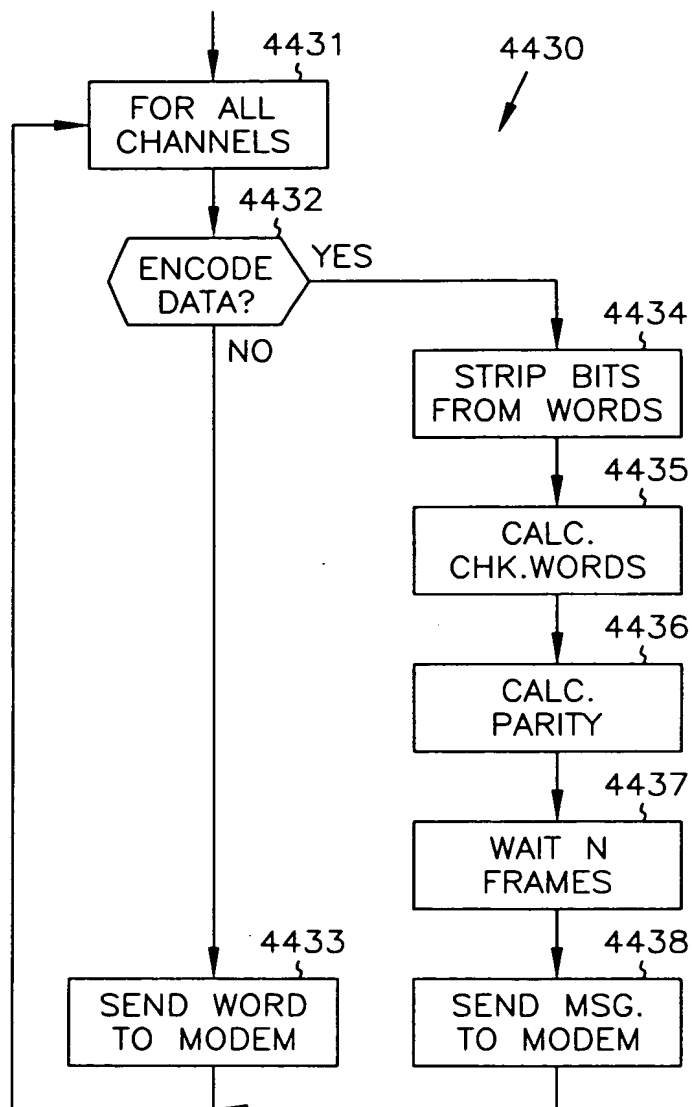 4431
4430
FOR ALL
CHANNELS
4432
ENCODE
DATA?
YES
NO
4434
STRIP BITS
FROM WORDS
4435
CALC.
CHK.WORDS
4436
CALC.
PARITY
4437
WAIT N
FRAMES
4433
SEND WORD
TO MODEM
4438
SEND MSG.
TO MODEM